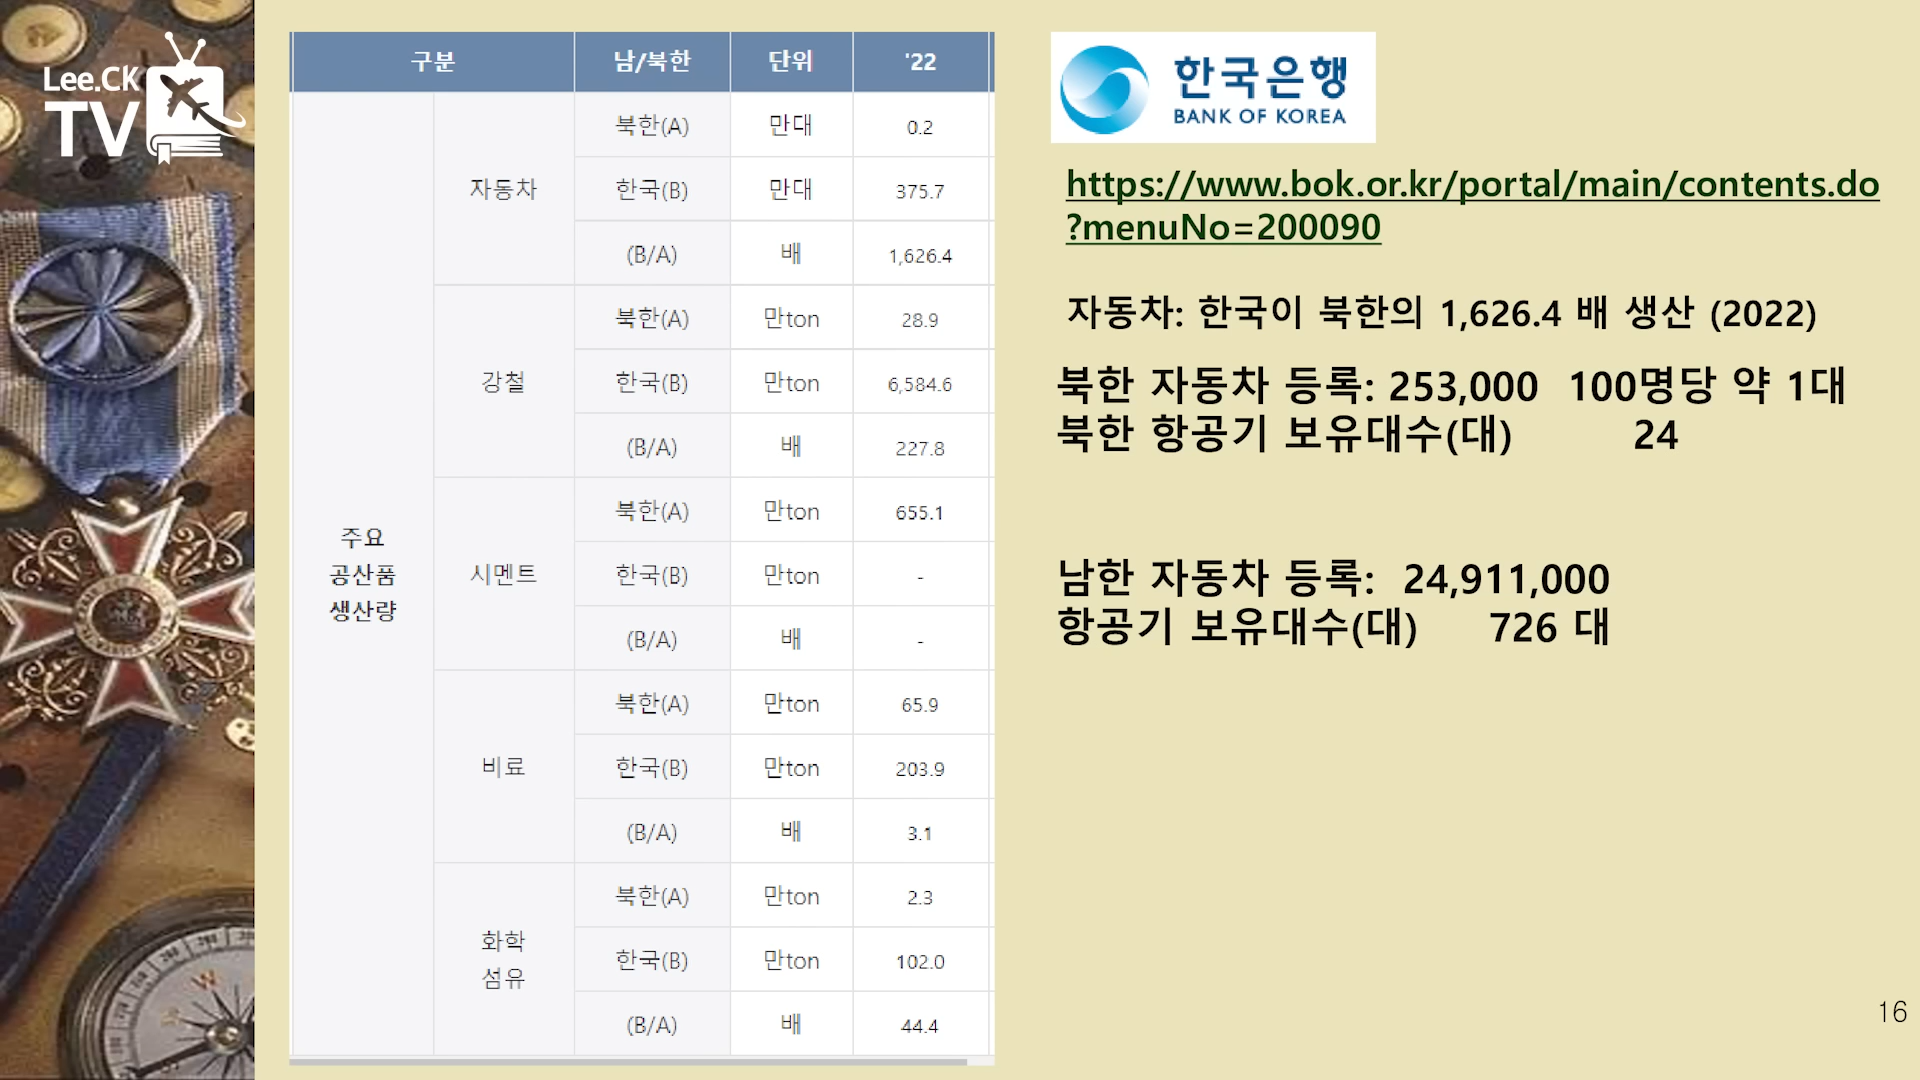 Lee.CK
TV
구분 남/북한 단위 '22
주요
공산품
생산량
자동차
북한(A) 만대 0.2
한국(B) 만대 375.7
(B/A) 배 1,626.4
강철
북한(A) 만ton 28.9
한국(B) 만ton 6,584.6
(B/A) 배 227.8
시멘트
북한(A) 만ton 655.1
한국(B) 만ton -
(B/A) 배 -
비료
북한(A) 만ton 65.9
한국(B) 만ton 203.9
(B/A) 배 3.1
화학
섬유
북한(A) 만ton 2.3
한국(B) 만ton 102.0
(B/A) 배 44.4
한국은행
BANK OF KOREA
https://www.bok.or.kr/portal/main/contents.do
?menuNo=200090
자동차: 한국이 북한의 1,626.4 배 생산 (2022)
북한 자동차 등록: 253,000 100명당 약 1대
북한 항공기 보유대수(대) 24
남한 자동차 등록: 24,911,000
항공기 보유대수(대) 726 대
16